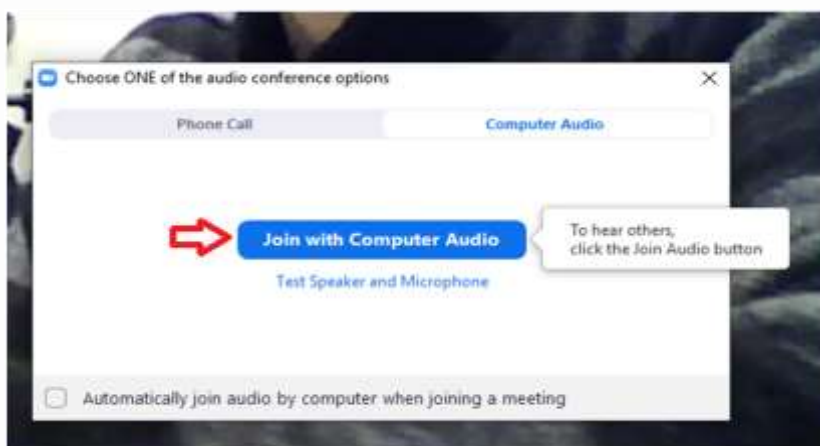 Choose ONE of the audio conference options
Phone Call
Computer Audio
Join with Computer Audio
To hear others,
click the Join Audio button
Test Speaker and Microphone
Automatically join audio by computer when joining a meeting